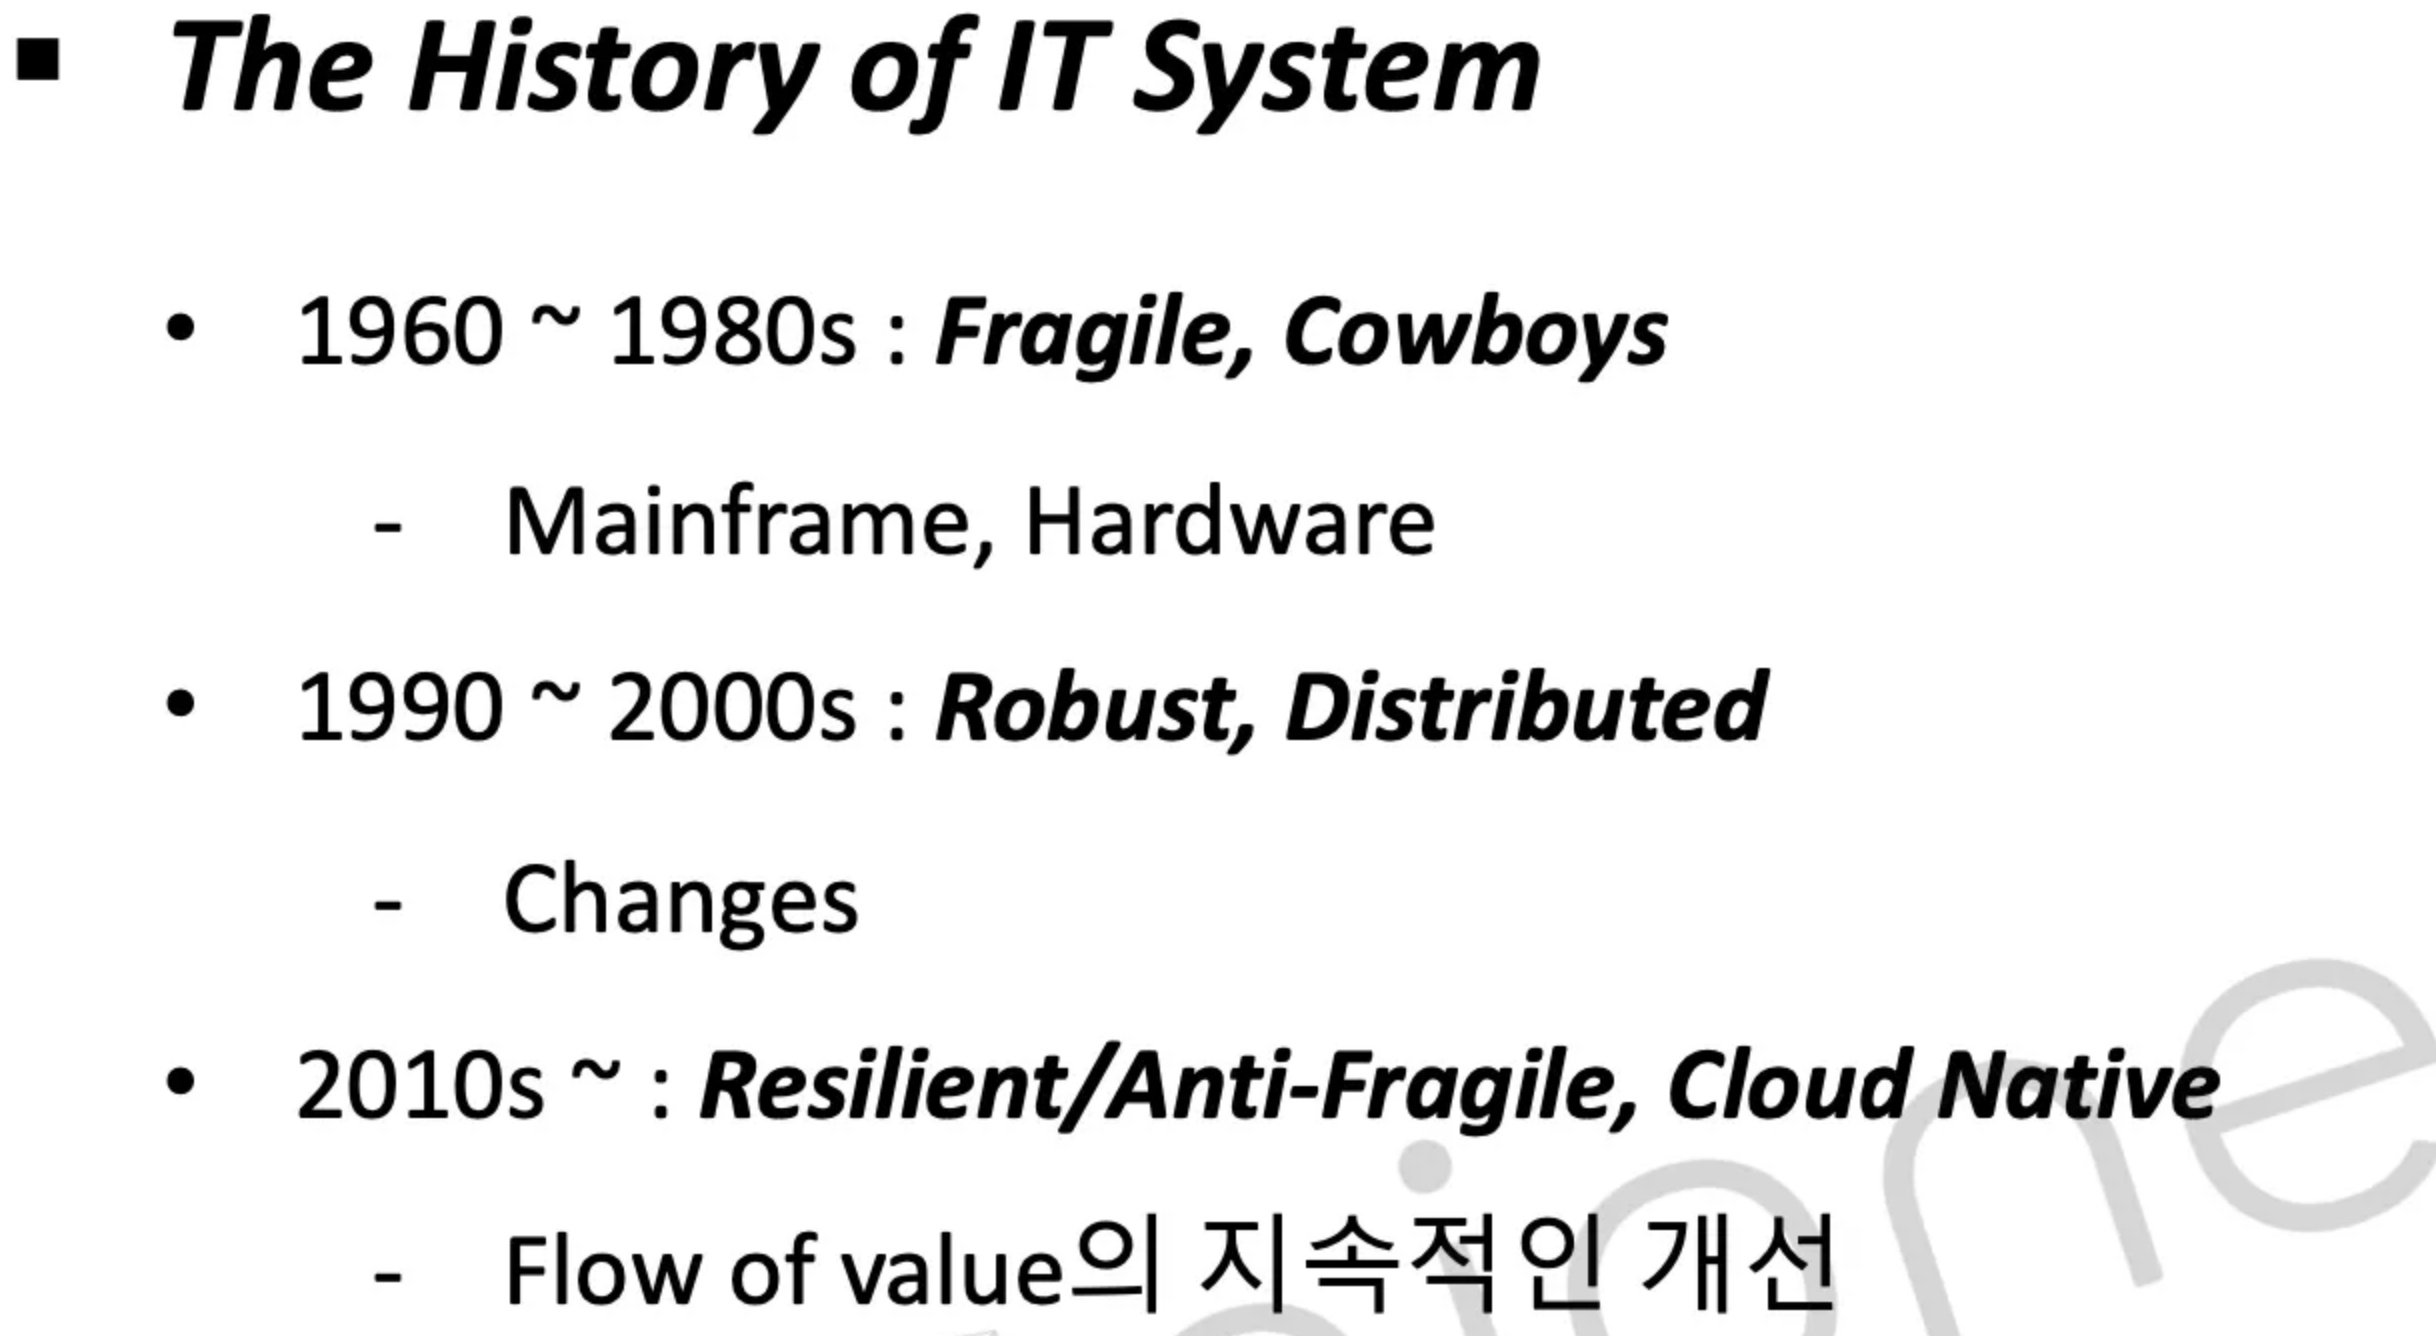 ▪ The History of IT System
• 1960 ~ 1980s : Fragile, Cowboys
- Mainframe, Hardware
• 1990 ~ 2000s : Robust, Distributed
- Changes
• 2010s ~ : Resilient/Anti-Fragile, Cloud Native
- Flow of value의 지속적인 개선